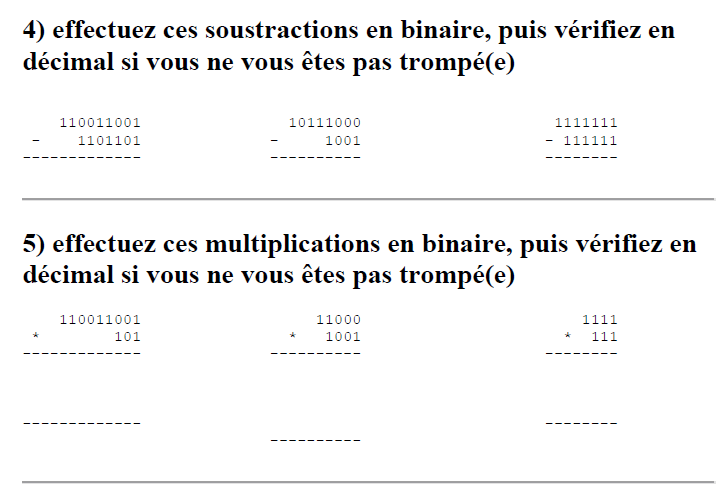 4) effectuez ces soustractions en binaire, puis vérifiez en
décimal si vous ne vous êtes pas trompé(e)
110011001 10111000 1111111
- 1101101 - 1001 - 111111
------------- ---------- --------
5) effectuez ces multiplications en binaire, puis vérifiez en
décimal si vous ne vous êtes pas trompé(e)
110011001 11000 1111
* 101 * 1001 * 111
------------- ---------- --------
------------- --------
----------